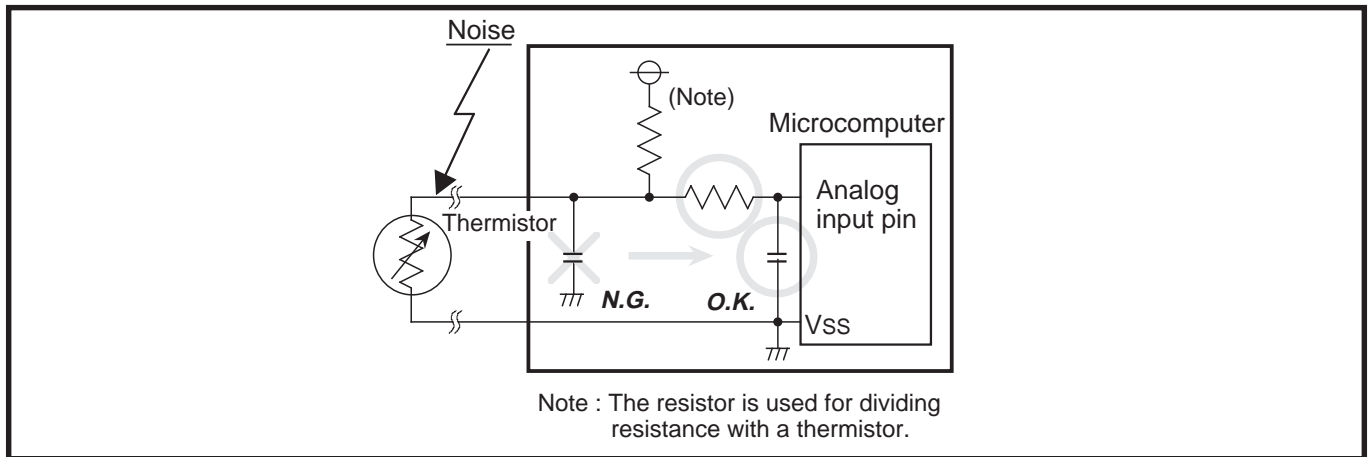 Noise
(Note)
Microcomputer
Analog
input pin
Thermistor
N.G.
O.K.
VSS
Note : The resistor is used for dividing
resistance with a thermistor.